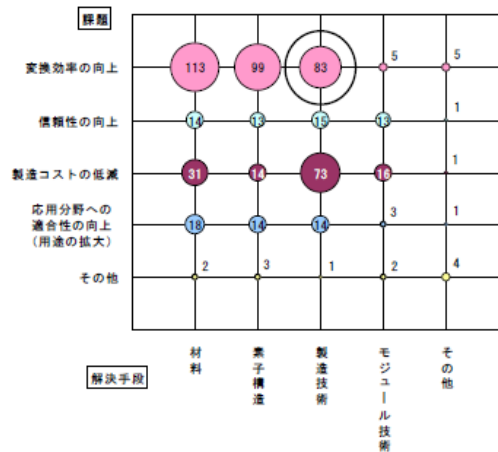 課題
変換効率の向上
113
99
83
5
5
信頼性の向上
14
13
15
13
1
製造コストの低減
31
14
73
16
1
応用分野への
適合性の向上
(用途の拡大)
18
14
14
3
1
その他
2
3
1
2
4
解決手段
材料
素子構造
製造技術
モジュール技術
その他